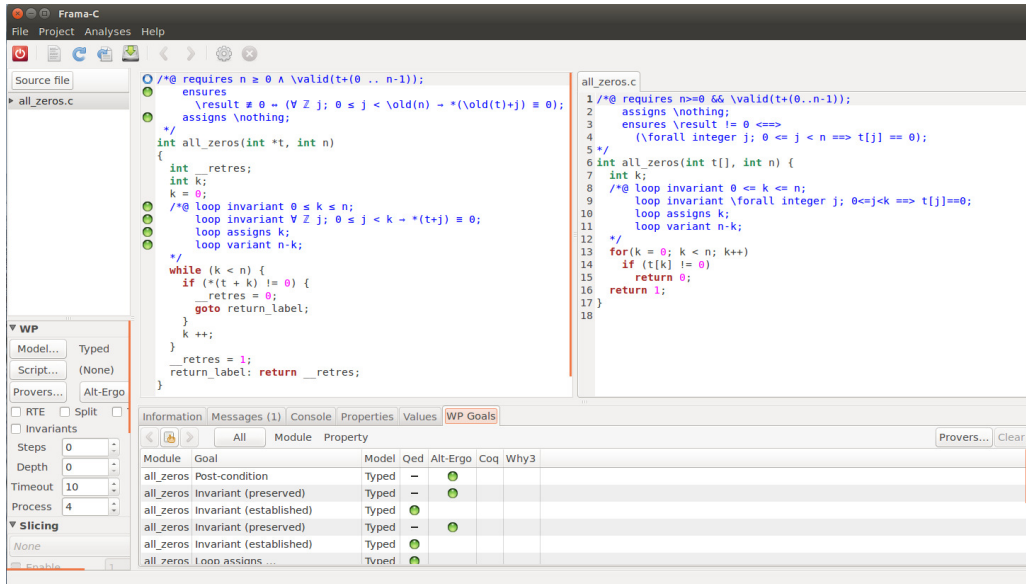 Frama-C
File Project Analyses Help
Source file
all_zeros.c
/*@ requires n ≥ 0 ∧ \valid(t+(0 .. n-1));
ensures
\result ≢ 0 ⇔ (∀ ℤ j; 0 ≤ j < \old(n) → *(\old(t)+j) ≡ 0);
assigns \nothing;
*/
int all_zeros(int *t, int n)
{
int __retres;
int k;
k = 0;
/*@ loop invariant 0 ≤ k ≤ n;
loop invariant ∀ ℤ j; 0 ≤ j < k → *(t+j) ≡ 0;
loop assigns k;
loop variant n-k;
*/
while (k < n) {
if (*(t + k) != 0) {
__retres = 0;
goto return_label;
}
k ++;
}
__retres = 1;
return_label: return __retres;
}
all_zeros.c
1 /*@ requires n>=0 && \valid(t+(0..n-1));
2 assigns \nothing;
3 ensures \result != 0 <==>
4 (\forall integer j; 0 <= j < n ==> t[j] == 0);
5 */
6 int all_zeros(int t[], int n) {
7 int k;
8 /*@ loop invariant 0 <= k <= n;
9 loop invariant \forall integer j; 0<=j<k ==> t[j]==0;
10 loop assigns k;
11 loop variant n-k;
12 */
13 for(k = 0; k < n; k++)
14 if (t[k] != 0)
15 return 0;
16 return 1;
17 }
18
WP
Model... Typed
Script... (None)
Provers... Alt-Ergo
RTE Split
Invariants
Steps 0
Depth 0
Timeout 10
Process 4
Slicing
None
Enable 1
Information Messages (1) Console Properties Values WP Goals
All Module Property Provers... Clear
Module Goal Model Qed Alt-Ergo Coq Why3
all_zeros Post-condition Typed –
all_zeros Invariant (preserved) Typed –
all_zeros Invariant (established) Typed
all_zeros Invariant (preserved) Typed –
all_zeros Invariant (established) Typed
all_zeros Loop assigns ... Typed